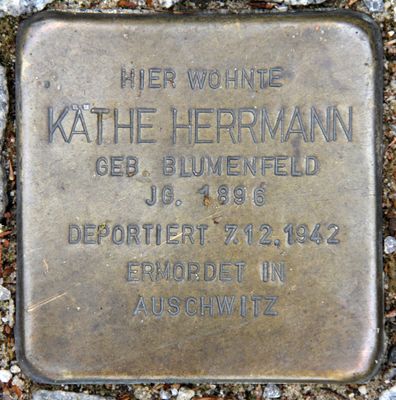 HIER WOHNTE
KÄTHE HERRMANN
GEB. BLUMENFELD
JG. 1896
DEPORTIERT 7.12.1942
ERMORDET IN
AUSCHWITZ